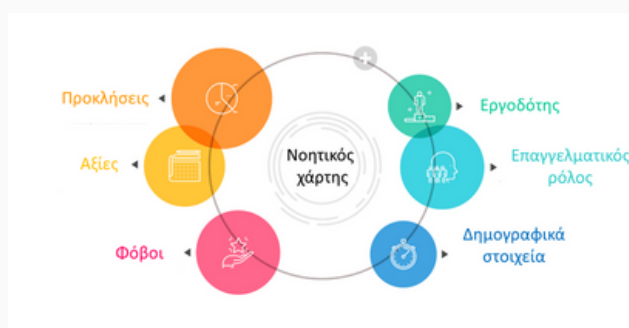 Προκλήσεις
Αξίες
Φόβοι
Νοητικός
χάρτης
Εργοδότης
Επαγγελματικός
ρόλος
Δημογραφικά
στοιχεία